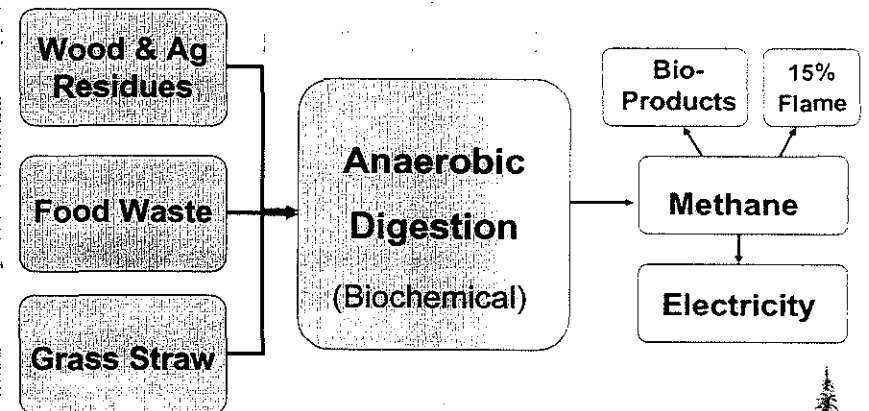 Wood & Ag
Residues
Food Waste
Grass Straw
Anaerobic
Digestion
(Biochemical)
Bio-
Products
15%
Flame
Methane
Electricity